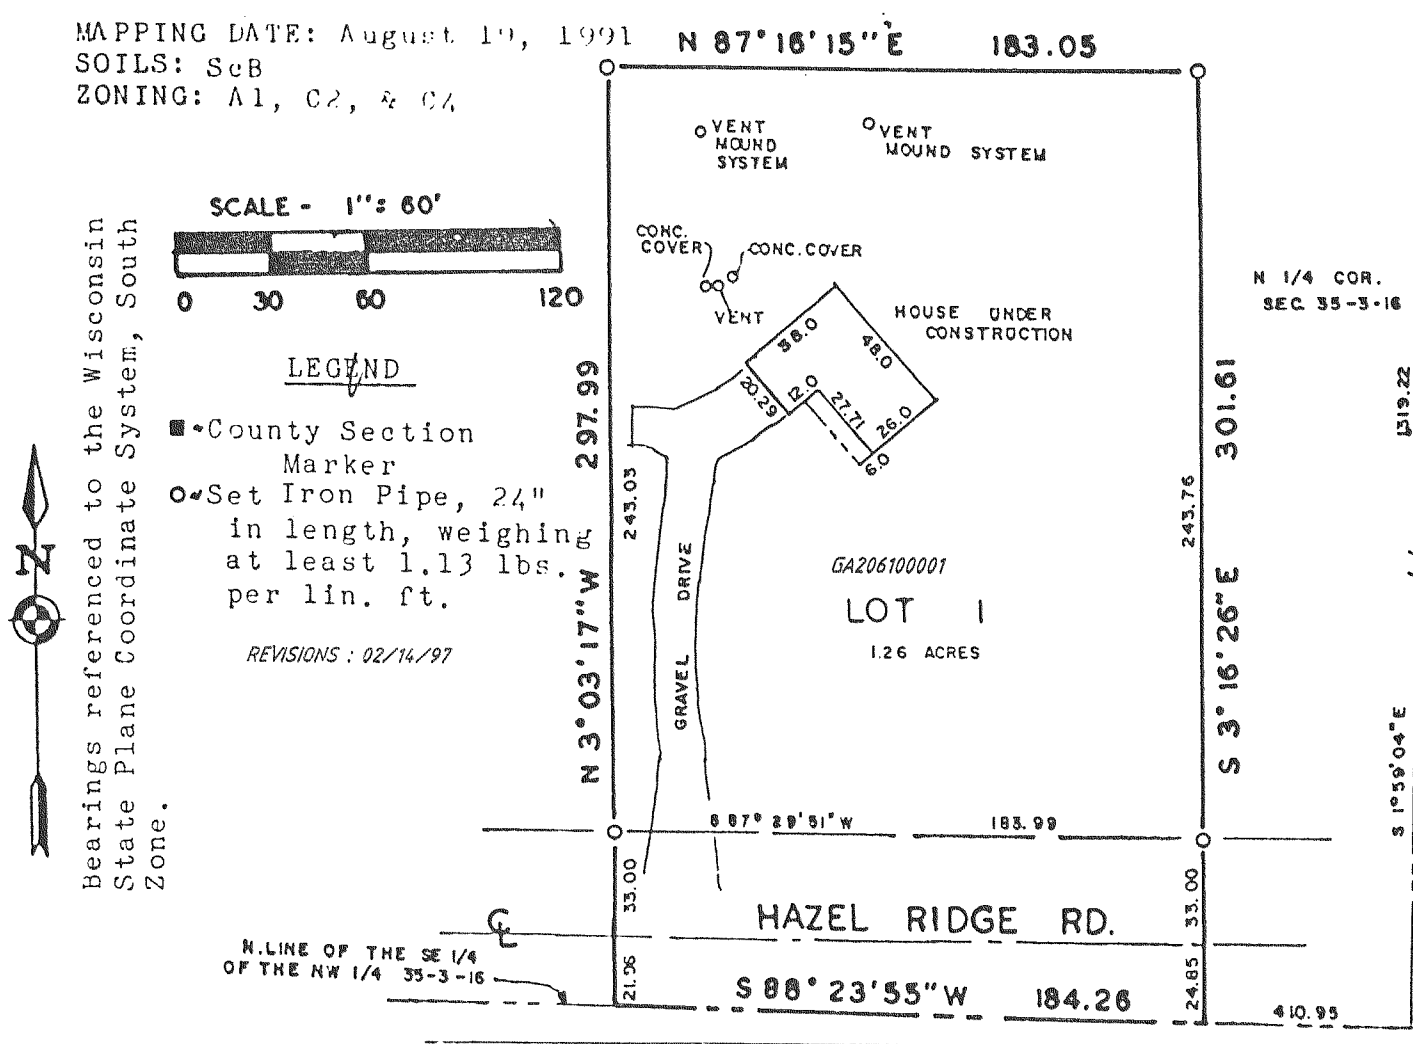 MAPPING DATE: August 19, 1991
SOILS: ScB
ZONING: A1, C2, & C4
N 87°16'15"E 183.05
VENT
MOUND
SYSTEM
VENT
MOUND SYSTEM
SCALE - 1"= 60'
0 30 60 120
CONC.
COVER
CONC. COVER
VENT
HOUSE UNDER
CONSTRUCTION
N 1/4 COR.
SEC. 35-3-16
38.0
48.0
20.29
12.0
27.71
26.0
6.0
LEGEND
County Section
Marker
Set Iron Pipe, 24"
in length, weighing
at least 1.13 lbs.
per lin. ft.
REVISIONS : 02/14/97
Bearings referenced to the Wisconsin
State Plane Coordinate System, South
Zone.
N
N 3°03'17"W 297.99
243.03
GRAVEL DRIVE
GA206100001
LOT 1
1.26 ACRES
243.76
S 3°16'26"E 301.61
S 1°59'04"E 1319.22
S 87° 29'51"W 183.99
33.00
33.00
HAZEL RIDGE RD.
CL
N. LINE OF THE SE 1/4
OF THE NW 1/4 35-3-16
21.96
S 88° 23'55"W 184.26
24.85
410.95